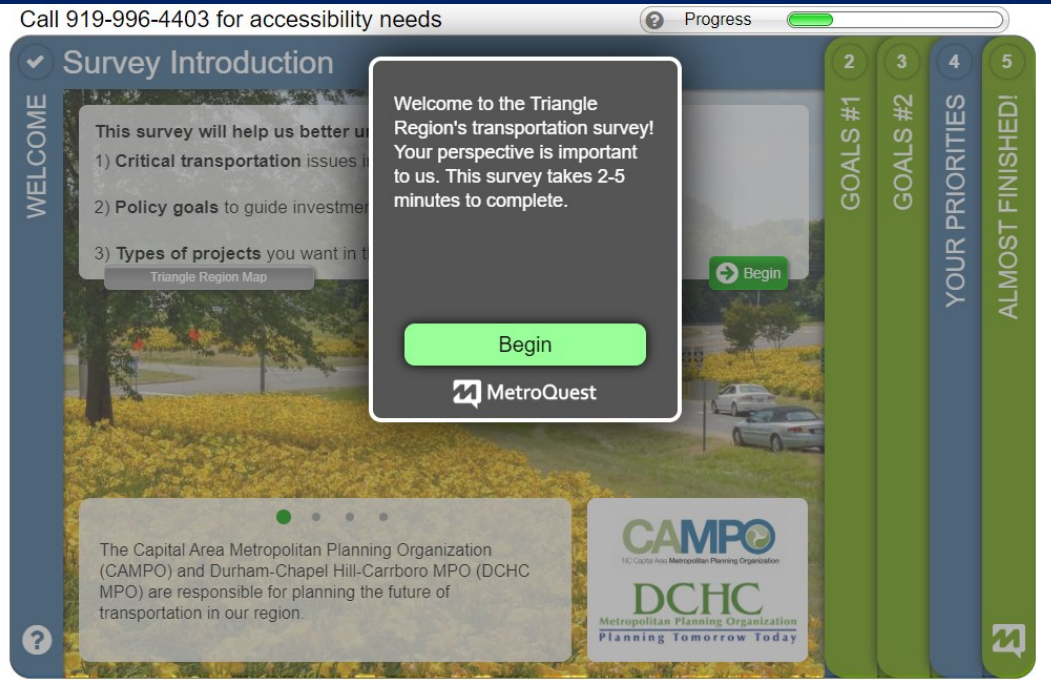 Call 919-996-4403 for accessibility needs
? Progress
Survey Introduction
WELCOME
This survey will help us better
1) Critical transportation issues
2) Policy goals to guide
3) Types of projects you want in
Triangle Region Map
Begin
Welcome to the Triangle
Region's transportation survey!
Your perspective is important
to us. This survey takes 2-5
minutes to complete.
Begin
MetroQuest
2
GOALS #1
3
GOALS #2
4
YOUR PRIORITIES
5
ALMOST FINISHED!
The Capital Area Metropolitan Planning Organization
(CAMPO) and Durham-Chapel Hill-Carrboro MPO (DCHC
MPO) are responsible for planning the future of
transportation in our region.
CAMPO
NC Capital Area Metropolitan Planning Organization
DCHC
Metropolitan Planning Organization
Planning Tomorrow Today
?